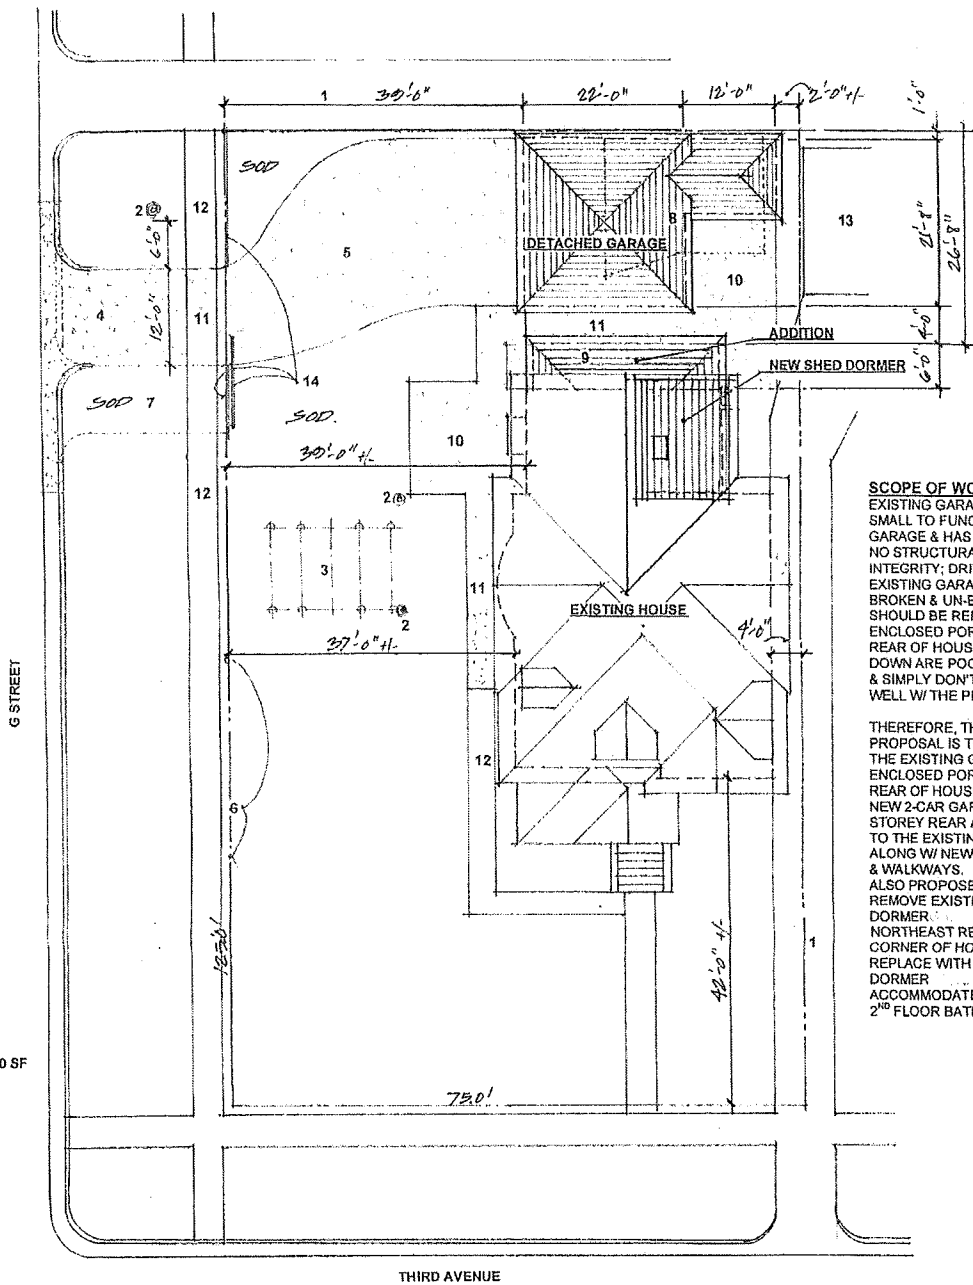 1 39'-0" 22'-0" 12'-0" 2'-0"+/- 1'-0"
SOD
2 12 13
6'-0" 8 21'-8" 26'-8"
DETACHED GARAGE
5
10
4 12'-0" 11 11 4'-0"
ADDITION
9
NEW SHED DORMER 6'-0"
14
SOD 7 SOD
39'-0" +/- 10
12 2
3
11
EXISTING HOUSE
2
37'-0" +/- 4'-0"
G STREET
12
6
125.0'
42'-0" +/-
1
0 SF
75.0'
THIRD AVENUE
SCOPE OF WO
EXISTING GARA
SMALL TO FUNC
GARAGE & HAS
NO STRUCTURA
INTEGRITY; DRI
EXISTING GARA
BROKEN & UN-E
SHOULD BE RE
ENCLOSED POR
REAR OF HOUS
DOWN ARE POO
& SIMPLY DON'T
WELL W/ THE P
THEREFORE, TH
PROPOSAL IS T
THE EXISTING G
ENCLOSED POR
REAR OF HOUS
NEW 2-CAR GAR
STOREY REAR A
TO THE EXISTIN
ALONG W/ NEW
& WALKWAYS.
ALSO PROPOSE
REMOVE EXISTI
DORMER
NORTHEAST RE
CORNER OF HO
REPLACE WITH
DORMER
ACCOMMODATE
2ND FLOOR BATH